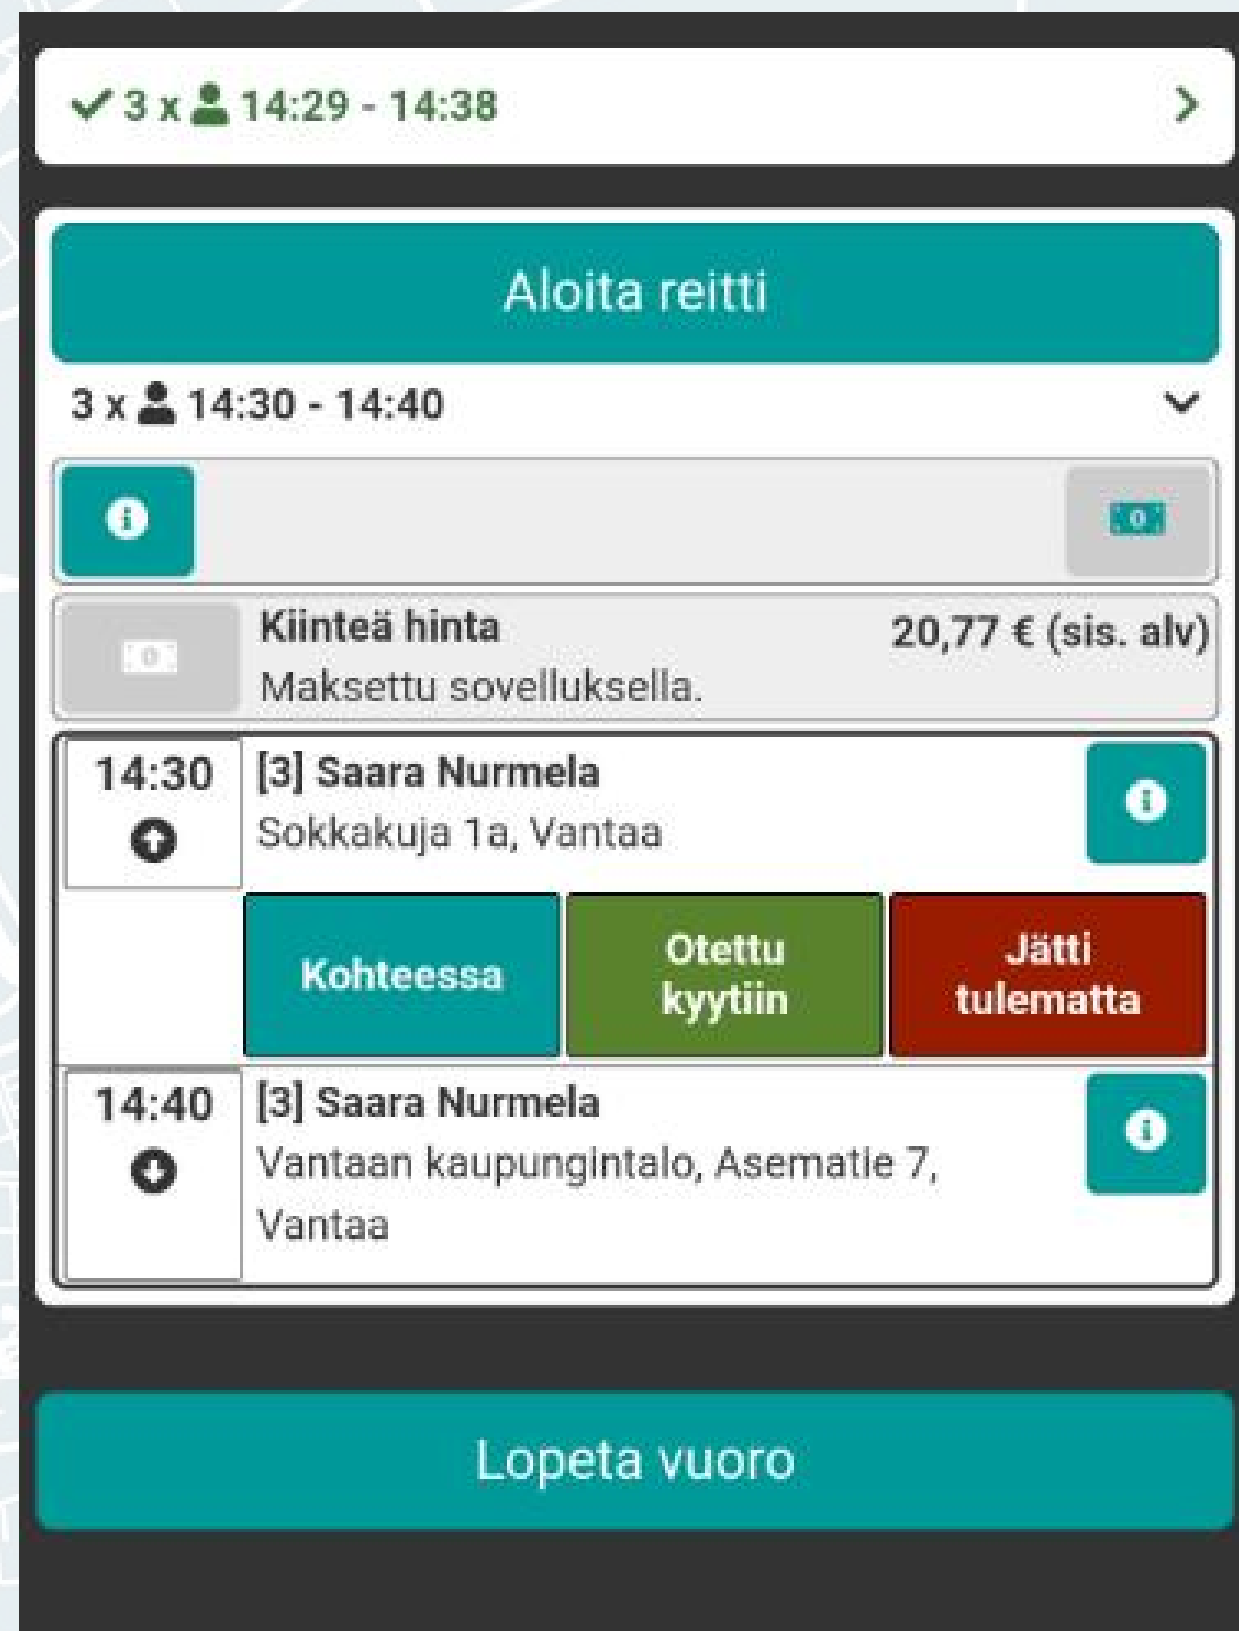 3 x 14:29 - 14:38
Aloita reitti
3 x 14:30 - 14:40
Kiinteä hinta 20,77 € (sis. alv)
Maksettu sovelluksella.
14:30 [3] Saara Nurmela
Sokkakuja 1a, Vantaa
Kohteessa
Otettu
kyytiin
Jätti
tulematta
14:40 [3] Saara Nurmela
Vantaan kaupungintalo, Asematie 7,
Vantaa
Lopeta vuoro